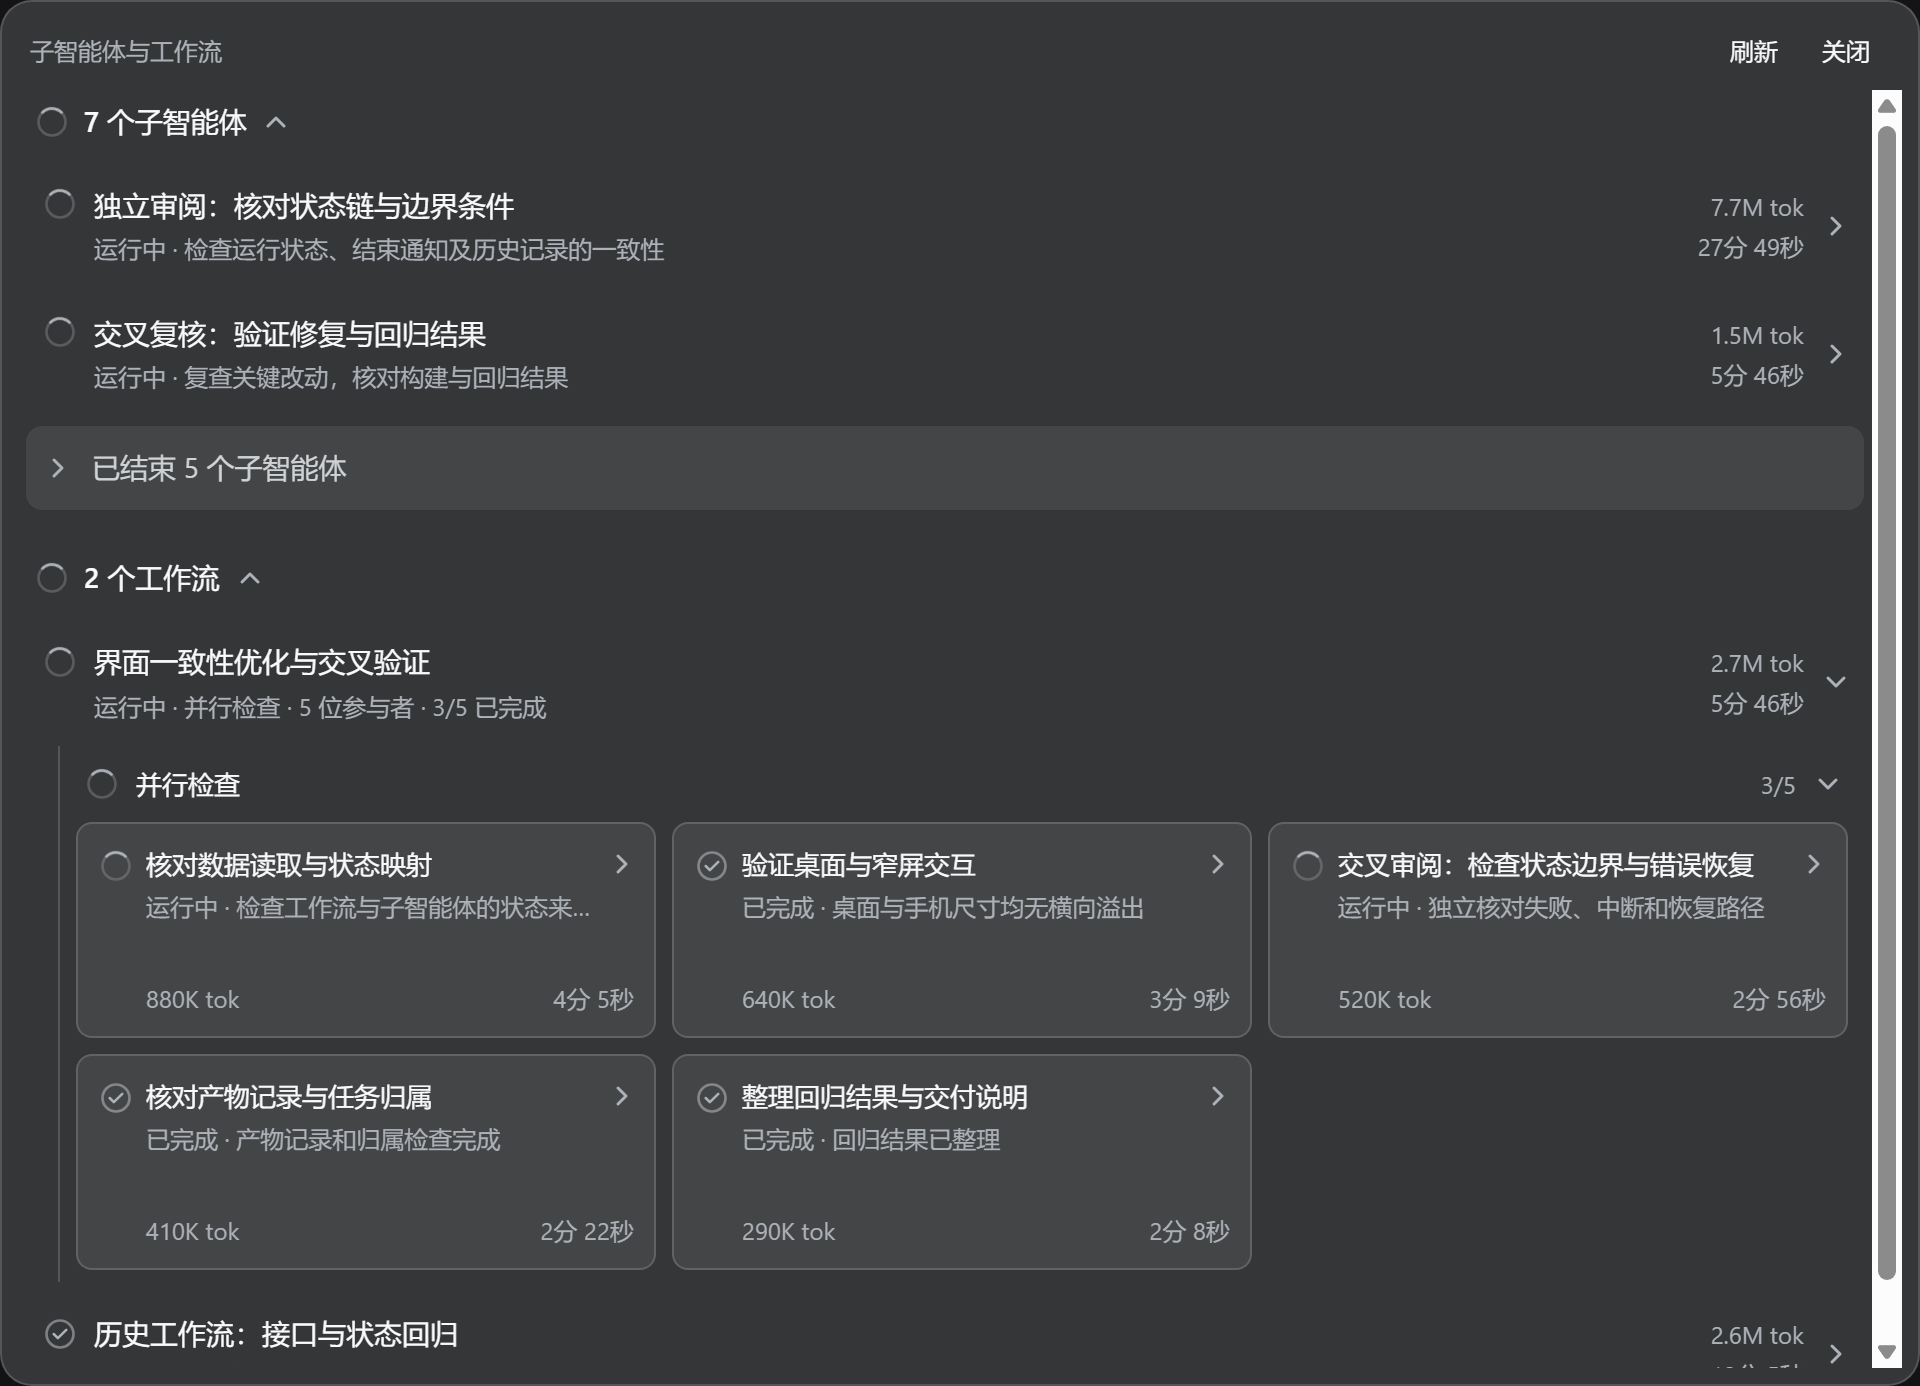 子智能体与工作流
刷新
关闭
7 个子智能体
独立审阅：核对状态链与边界条件
7.7M tok
运行中 · 检查运行状态、结束通知及历史记录的一致性
27分 49秒
交叉复核：验证修复与回归结果
1.5M tok
运行中 · 复查关键改动，核对构建与回归结果
5分 46秒
已结束 5 个子智能体
2 个工作流
界面一致性优化与交叉验证
2.7M tok
运行中 · 并行检查 · 5 位参与者 · 3/5 已完成
5分 46秒
并行检查
3/5
核对数据读取与状态映射
运行中 · 检查工作流与子智能体的状态来...
880K tok
4分 5秒
验证桌面与窄屏交互
已完成 · 桌面与手机尺寸均无横向溢出
640K tok
3分 9秒
交叉审阅：检查状态边界与错误恢复
运行中 · 独立核对失败、中断和恢复路径
520K tok
2分 56秒
核对产物记录与任务归属
已完成 · 产物记录和归属检查完成
410K tok
2分 22秒
整理回归结果与交付说明
已完成 · 回归结果已整理
290K tok
2分 8秒
历史工作流：接口与状态回归
2.6M tok